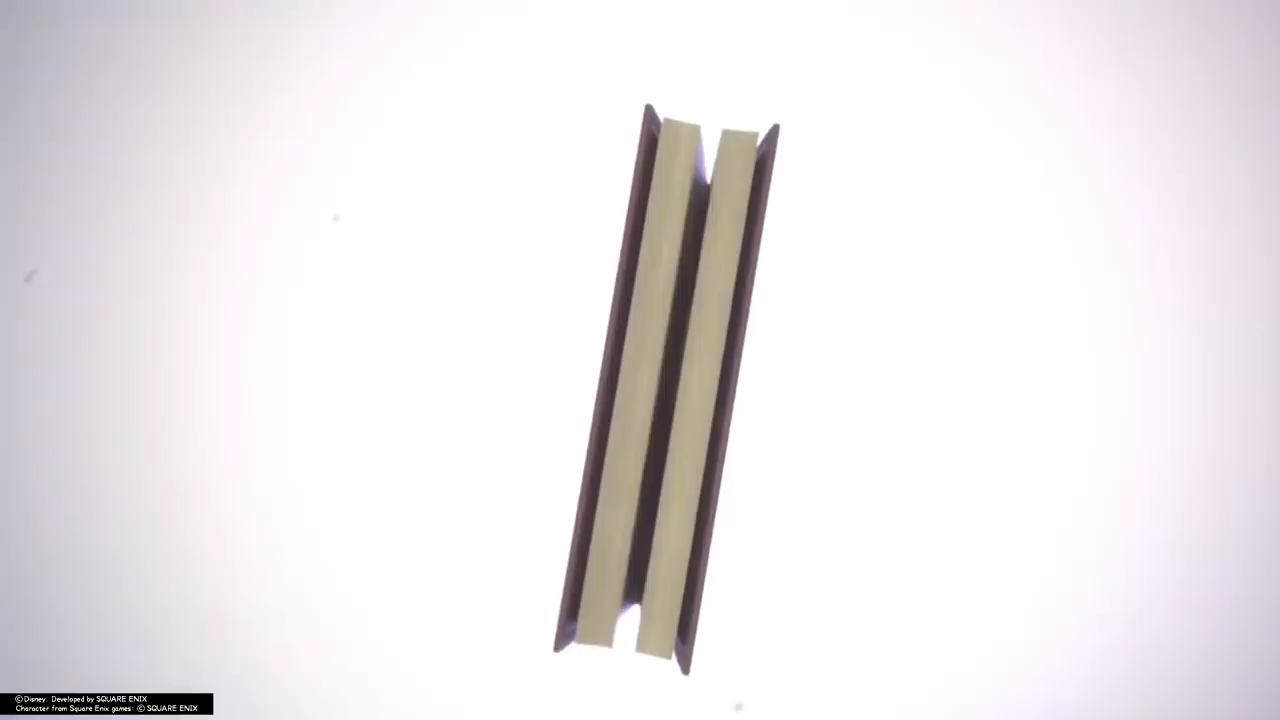 ©Disney. Developed by SQUARE ENIX
Character from Square Enix games: © SQUARE ENIX